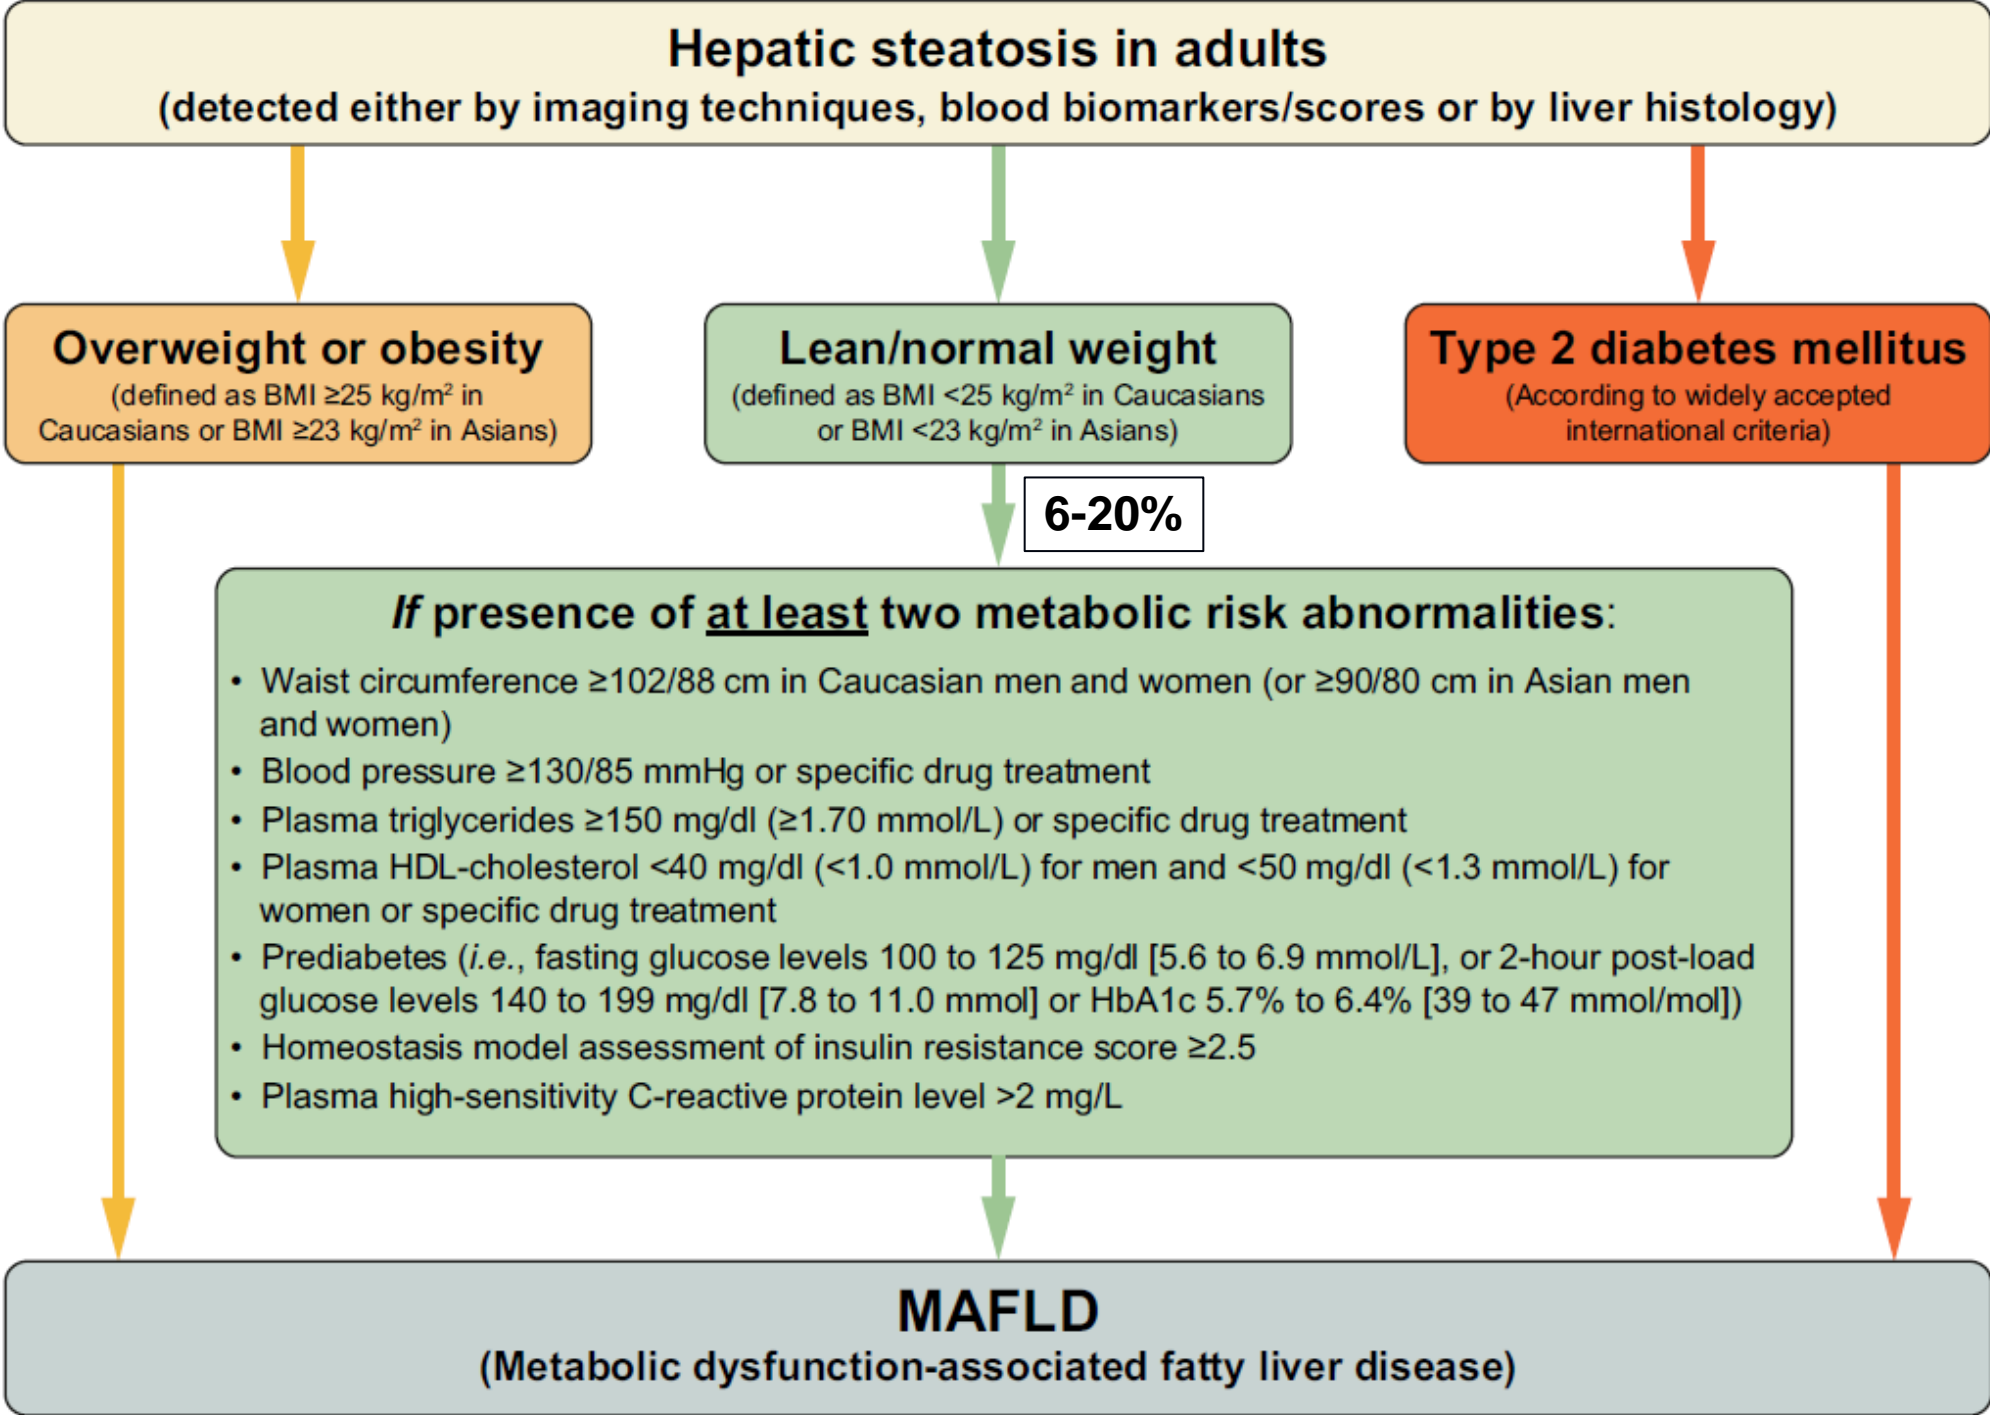 Hepatic steatosis in adults
(detected either by imaging techniques, blood biomarkers/scores or by liver histology)
Overweight or obesity
(defined as BMI ≥25 kg/m² in
Caucasians or BMI ≥23 kg/m² in Asians)
Lean/normal weight
(defined as BMI <25 kg/m² in Caucasians
or BMI <23 kg/m² in Asians)
Type 2 diabetes mellitus
(According to widely accepted
international criteria)
6-20%
If presence of at least two metabolic risk abnormalities:
• Waist circumference ≥102/88 cm in Caucasian men and women (or ≥90/80 cm in Asian men
and women)
• Blood pressure ≥130/85 mmHg or specific drug treatment
• Plasma triglycerides ≥150 mg/dl (≥1.70 mmol/L) or specific drug treatment
• Plasma HDL-cholesterol <40 mg/dl (<1.0 mmol/L) for men and <50 mg/dl (<1.3 mmol/L) for
women or specific drug treatment
• Prediabetes (i.e., fasting glucose levels 100 to 125 mg/dl [5.6 to 6.9 mmol/L], or 2-hour post-load
glucose levels 140 to 199 mg/dl [7.8 to 11.0 mmol] or HbA1c 5.7% to 6.4% [39 to 47 mmol/mol])
• Homeostasis model assessment of insulin resistance score ≥2.5
• Plasma high-sensitivity C-reactive protein level >2 mg/L
MAFLD
(Metabolic dysfunction-associated fatty liver disease)